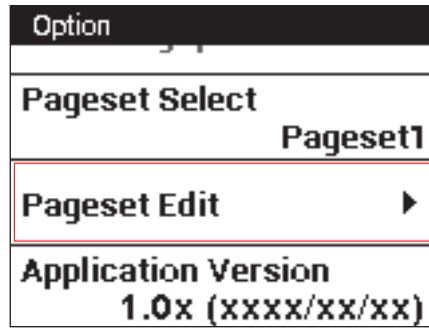 Option
Pageset Select
Pageset1
Pageset Edit
Application Version
1.0x (xxxx/xx/xx)